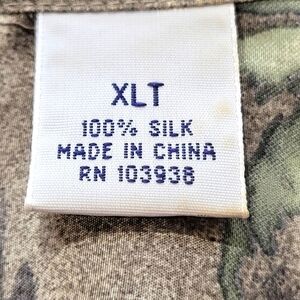 XLT
100% SILK
MADE IN CHINA
RN 103938